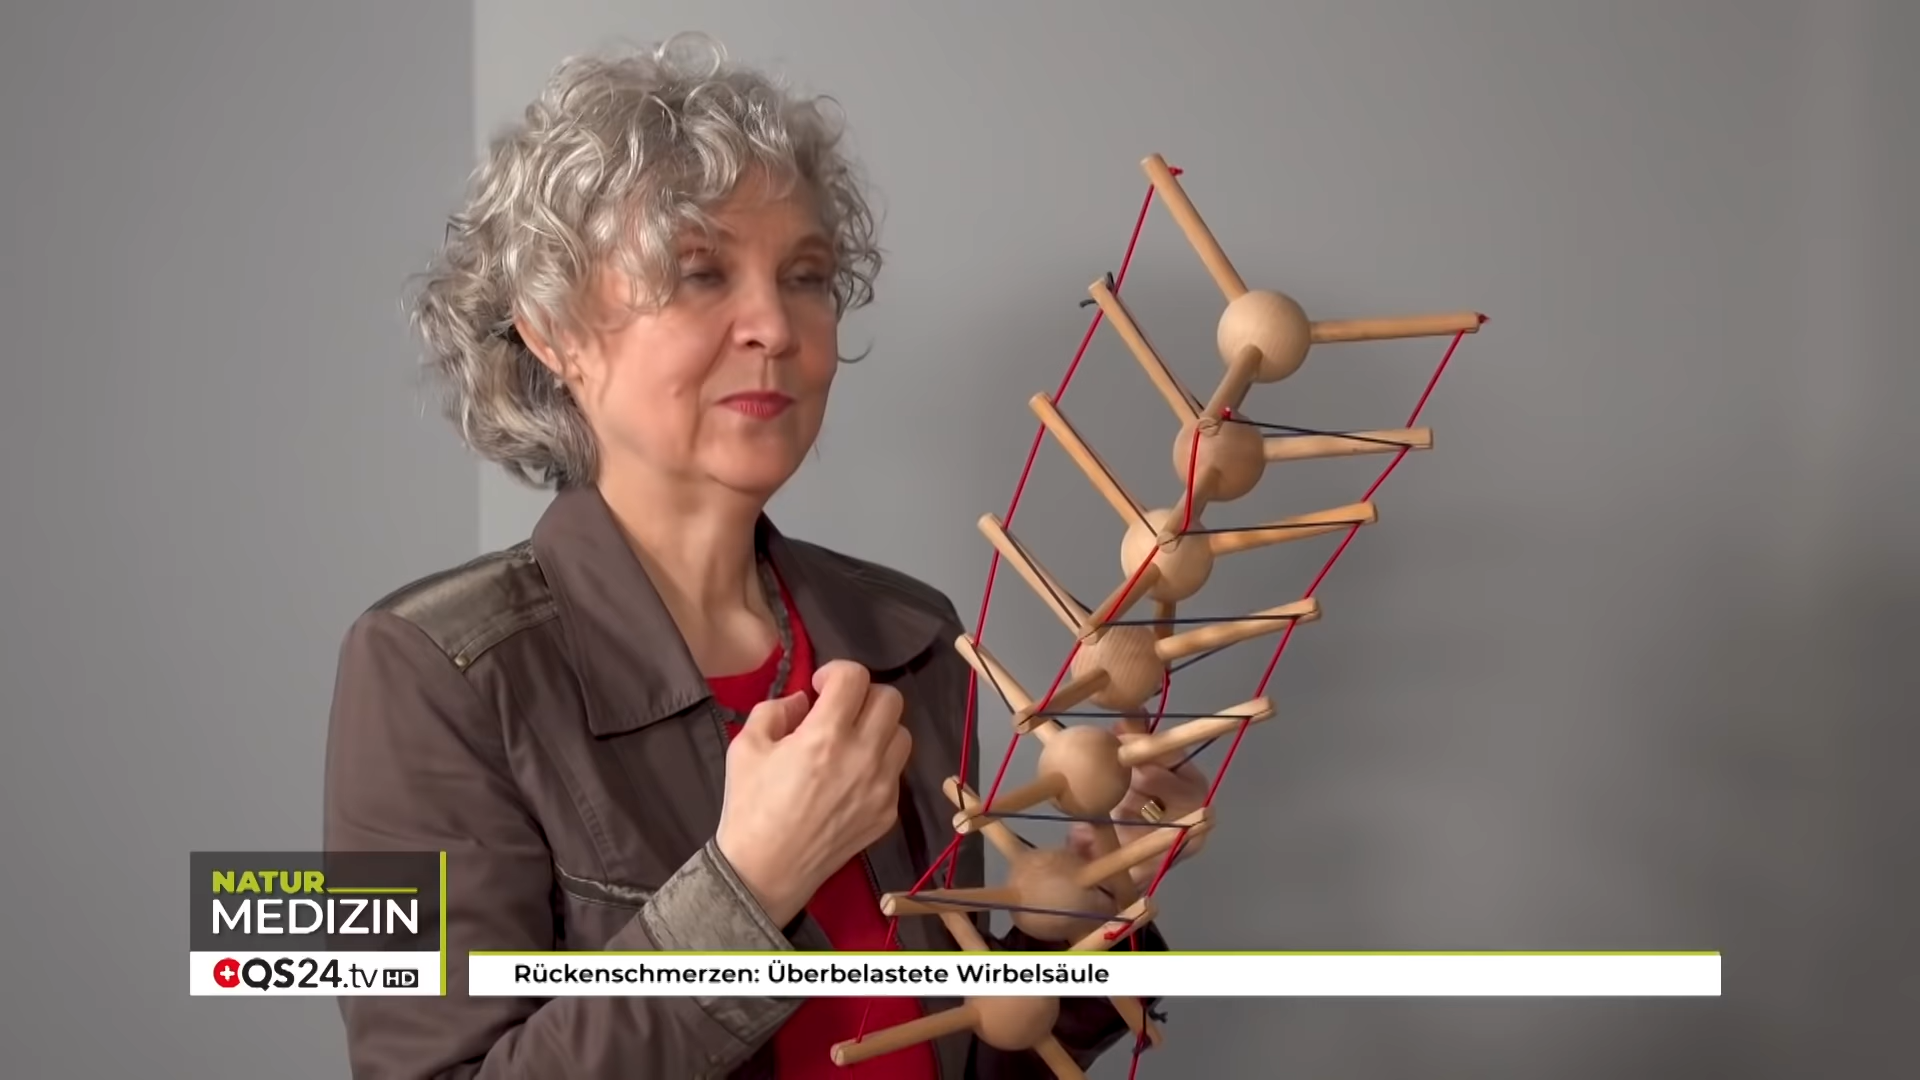 NATUR
MEDIZIN
QS24.tv HD
Rückenschmerzen: Überbelastete Wirbelsäule